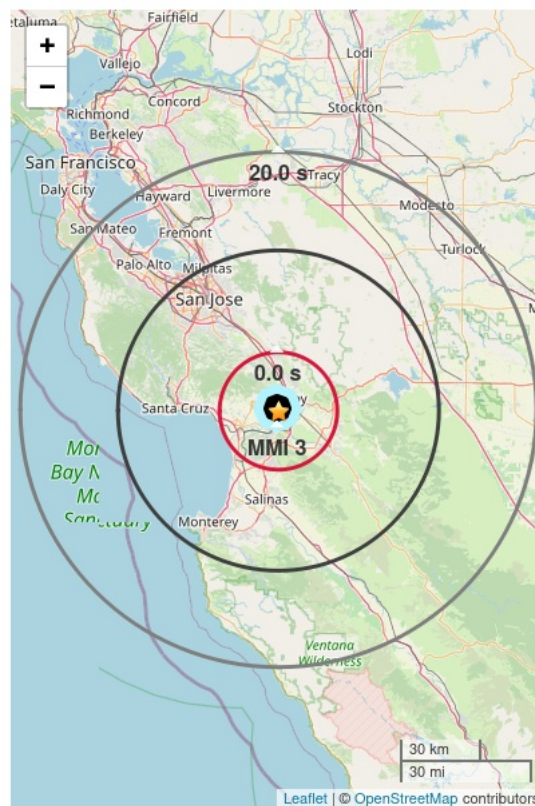 Fairfield
+
Vallejo
Lodi
−
Concord
Stockton
Richmond
Berkeley
San Francisco
20.0 s
Tracy
Daly City
Hayward
Livermore
Modesto
San Mateo
Fremont
Turlock
Palo Alto
Milpitas
San Jose
0.0 s
Santa Cruz
MMI 3
Bay N
Salinas
Monterey
Ventana
Wilderness
30 km
30 mi
Leaflet | © OpenStreetMap contributors